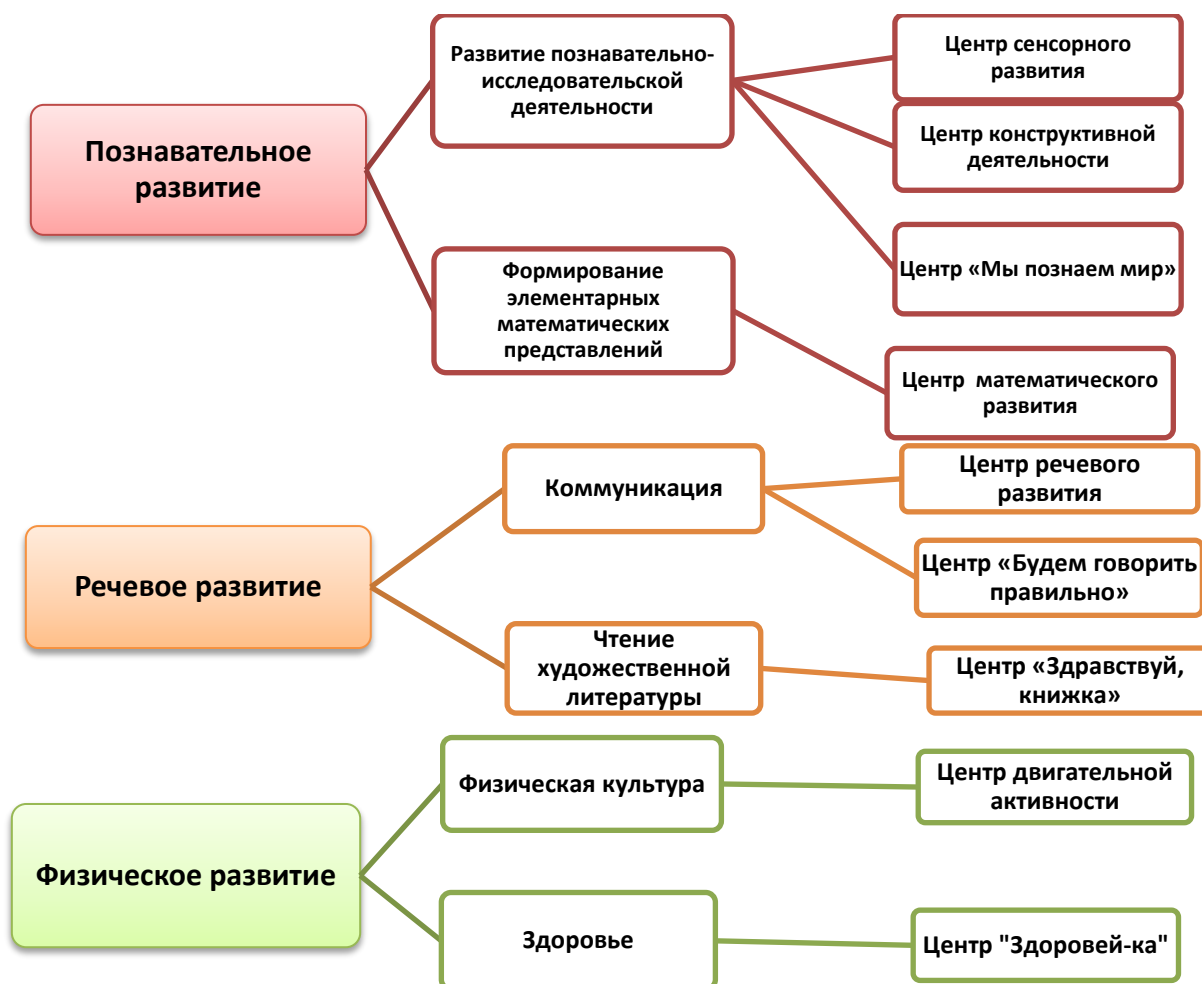 Познавательное
развитие
Развитие познавательно-
исследовательской
деятельности
Центр сенсорного
развития
Центр конструктивной
деятельности
Центр «Мы познаем мир»
Формирование
элементарных
математических
представлений
Центр математического
развития
Речевое развитие
Коммуникация
Центр речевого
развития
Центр «Будем говорить
правильно»
Чтение
художественной
литературы
Центр «Здравствуй,
книжка»
Физическое развитие
Физическая культура
Центр двигательной
активности
Здоровье
Центр "Здоровей-ка"